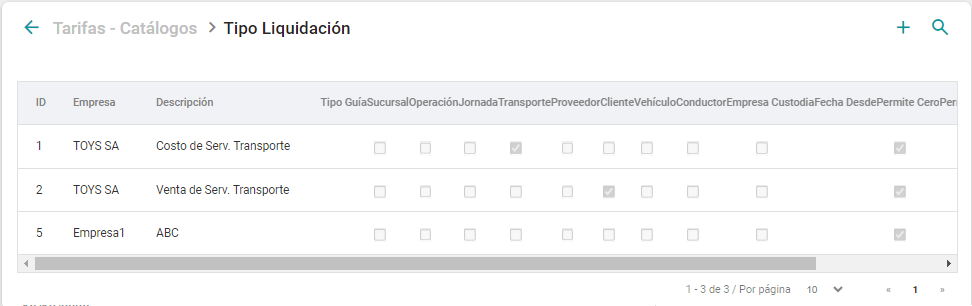 Tarifas - Catálogos > Tipo Liquidación
ID Empresa Descripción Tipo Guía Sucursal Operación Jornada Transporte Proveedor Cliente Vehículo Conductor Empresa Custodia Fecha Desde Permite Cero
1 TOYS SA Costo de Serv. Transporte
2 TOYS SA Venta de Serv. Transporte
5 Empresa1 ABC
1 - 3 de 3 / Por página 10 « 1 »